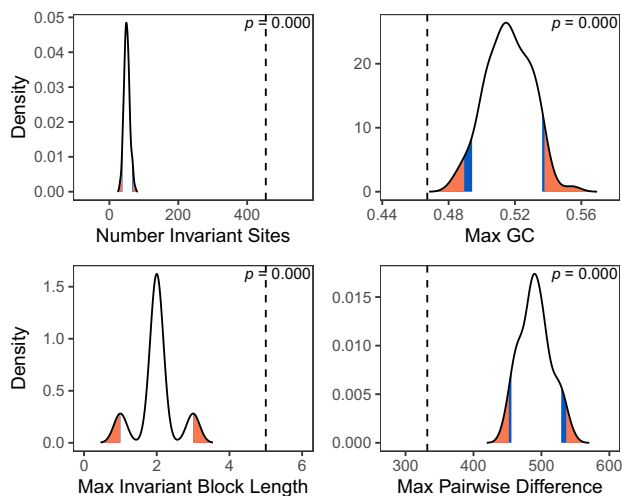 p = 0.000
Density
0.05
0.04
0.03
0.02
0.01
0.00
0 200 400
Number Invariant Sites
p = 0.000
20
10
0
0.44 0.48 0.52 0.56
Max GC
p = 0.000
Density
1.5
1.0
0.5
0.0
0 2 4 6
Max Invariant Block Length
p = 0.000
0.015
0.010
0.005
0.000
300 400 500 600
Max Pairwise Difference